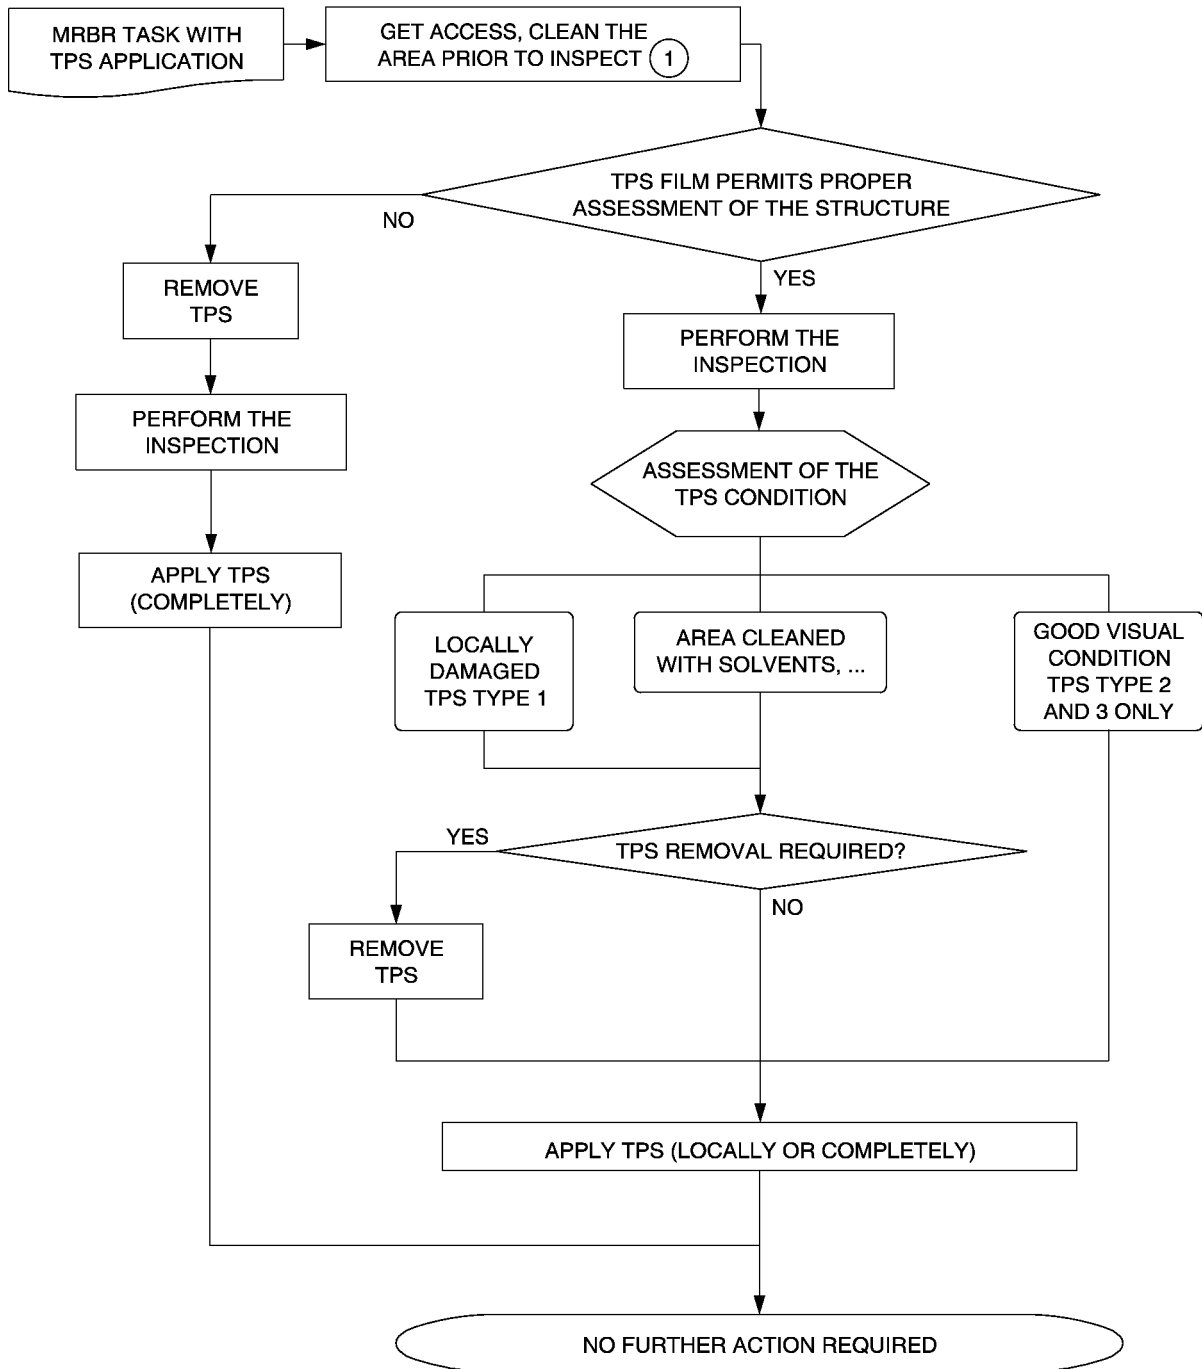 MRBR TASK WITH
TPS APPLICATION
GET ACCESS, CLEAN THE
AREA PRIOR TO INSPECT 1
TPS FILM PERMITS PROPER
ASSESSMENT OF THE STRUCTURE
NO
YES
REMOVE
TPS
PERFORM THE
INSPECTION
PERFORM THE
INSPECTION
ASSESSMENT OF THE
TPS CONDITION
APPLY TPS
(COMPLETELY)
LOCALLY
DAMAGED
TPS TYPE 1
AREA CLEANED
WITH SOLVENTS, ...
GOOD VISUAL
CONDITION
TPS TYPE 2
AND 3 ONLY
YES
TPS REMOVAL REQUIRED?
NO
REMOVE
TPS
APPLY TPS (LOCALLY OR COMPLETELY)
NO FURTHER ACTION REQUIRED